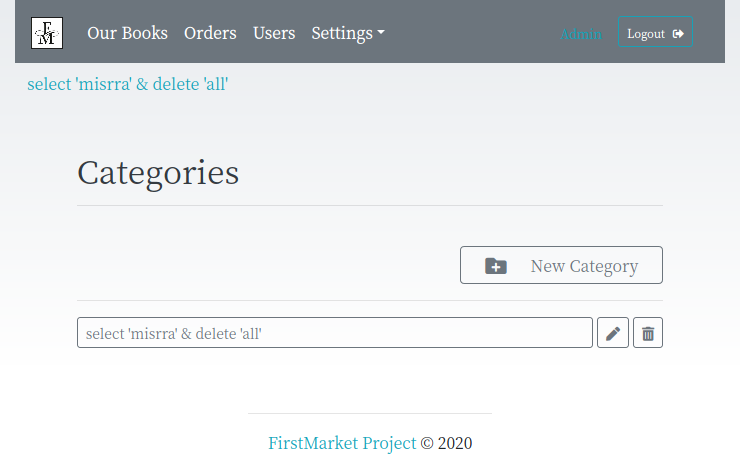 FM Our Books Orders Users Settings Admin Logout
select 'misrra' & delete 'all'
Categories
New Category
select 'misrra' & delete 'all'
FirstMarket Project © 2020